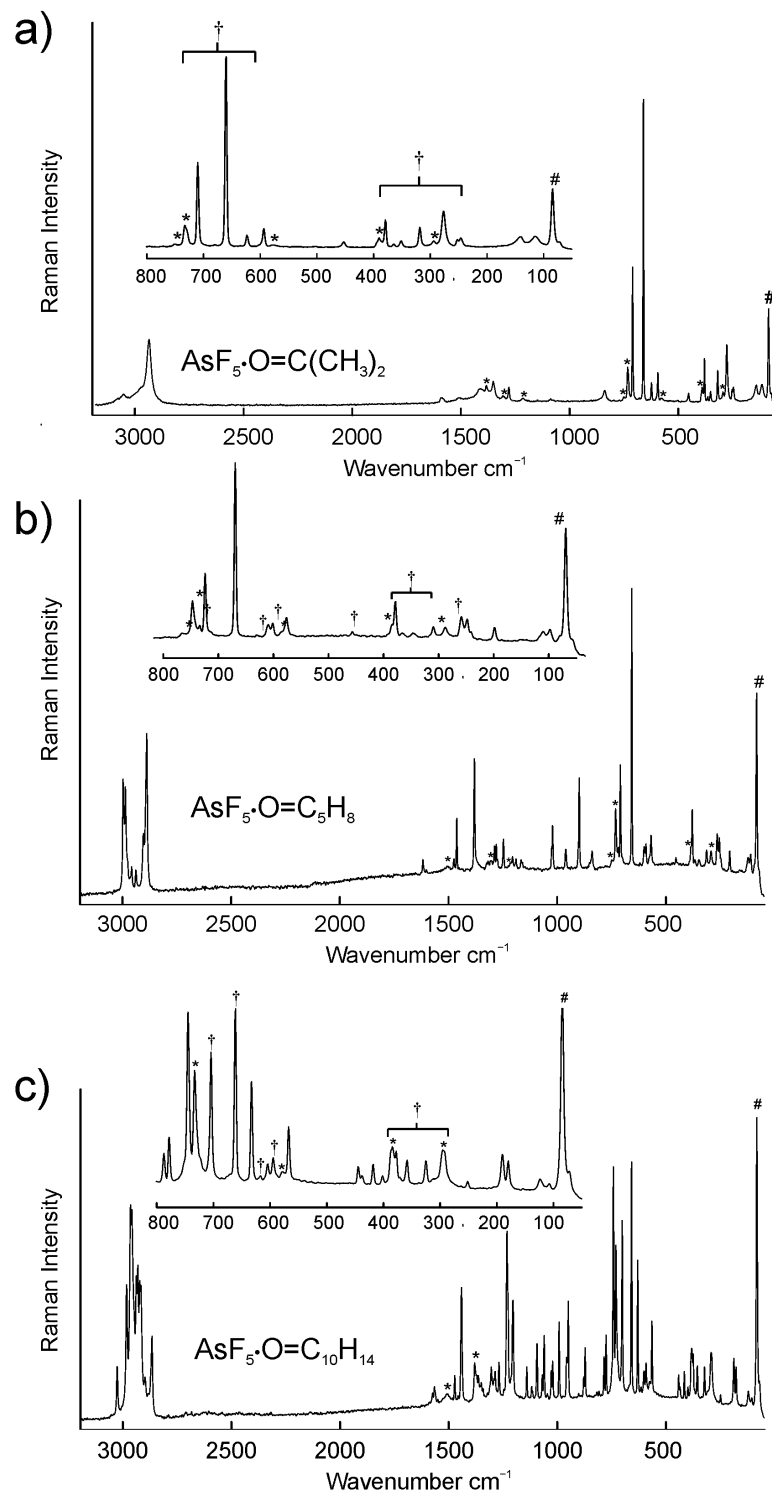 a)
†
†
#
*
*
*
*
*
Raman Intensity
800 700 600 500 400 300 200 100
#
*
*
*
*
*
*
*
*
*
AsF₅·O=C(CH₃)₂
3000 2500 2000 1500 1000 500
Wavenumber cm⁻¹
b)
#
*
*
†
†
†
*
†
*
†
*
†
Raman Intensity
800 700 600 500 400 300 200 100
#
*
*
*
*
*
*
*
AsF₅·O=C₅H₈
3000 2500 2000 1500 1000 500
Wavenumber cm⁻¹
c)
†
†
*
†
†
*
†
*
*
#
Raman Intensity
800 700 600 500 400 300 200 100
#
*
*
AsF₅·O=C₁₀H₁₄
3000 2500 2000 1500 1000 500
Wavenumber cm⁻¹